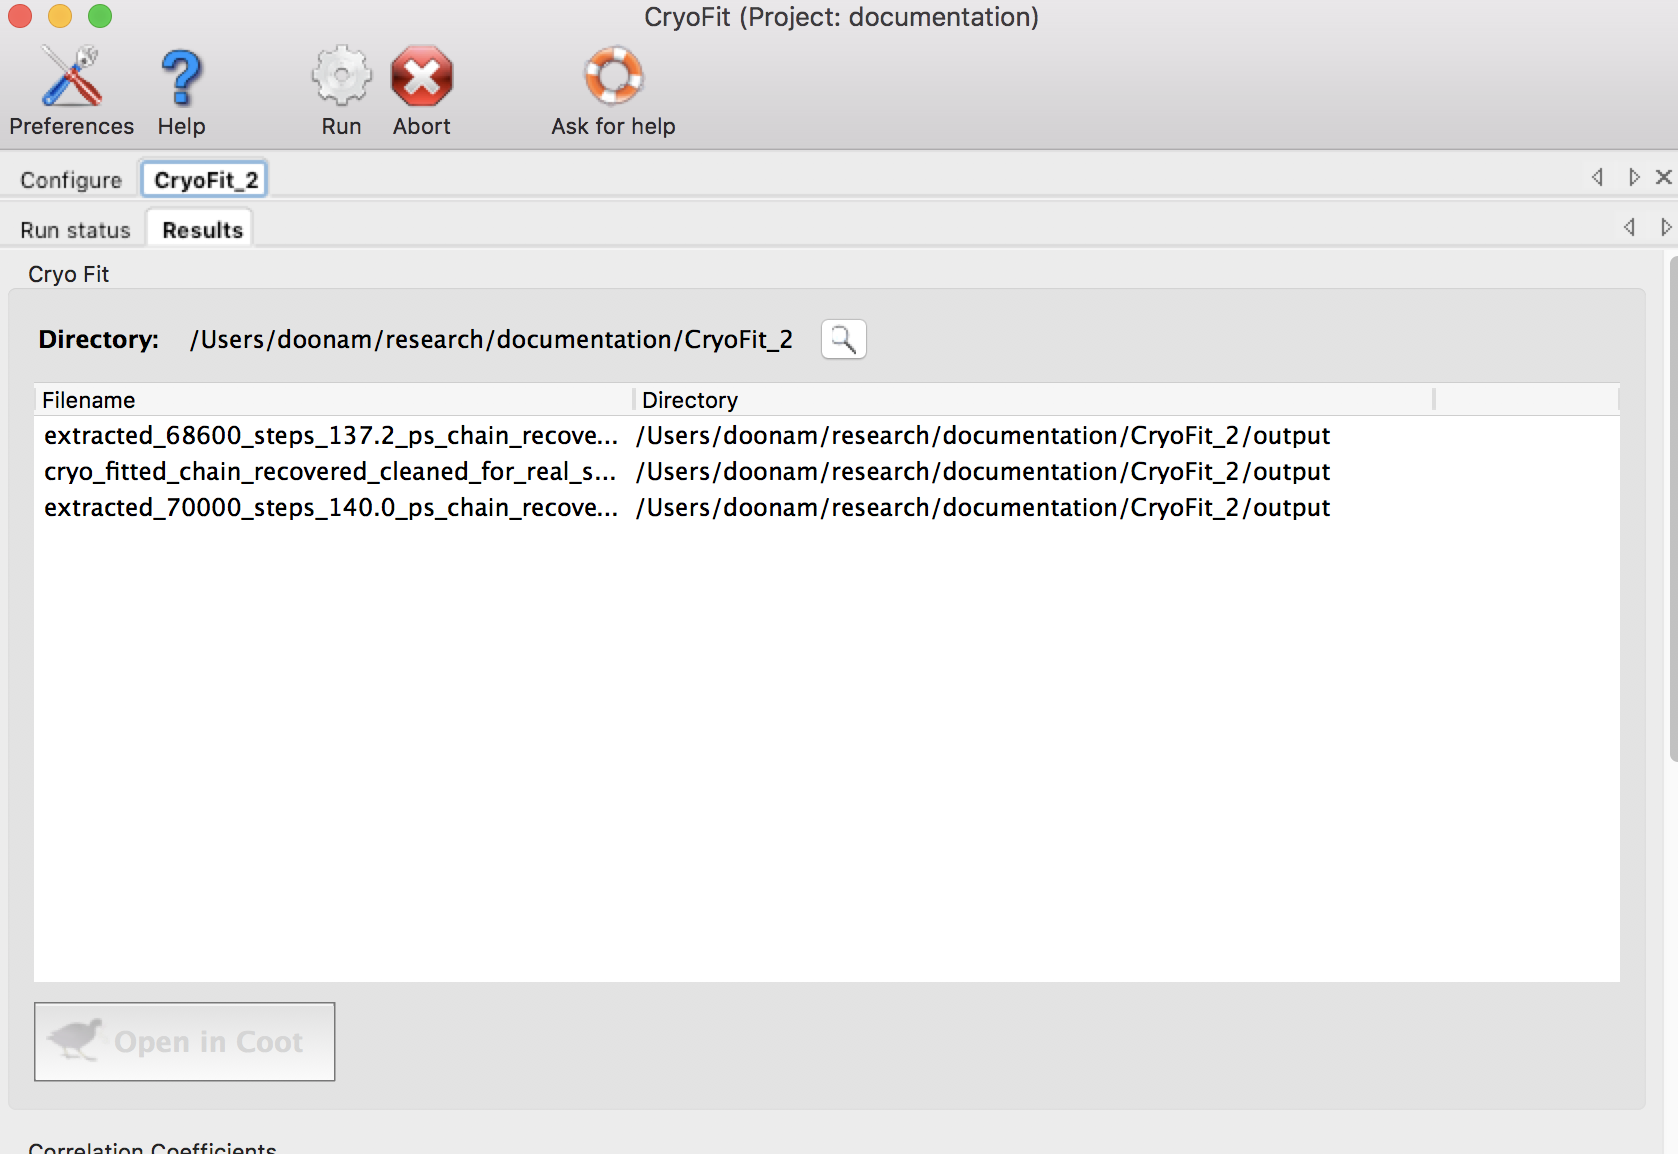 CryoFit (Project: documentation)
Preferences Help Run Abort Ask for help
Configure CryoFit_2
Run status Results
Cryo Fit
Directory: /Users/doonam/research/documentation/CryoFit_2
Filename Directory
extracted_68600_steps_137.2_ps_chain_recove... /Users/doonam/research/documentation/CryoFit_2/output
cryo_fitted_chain_recovered_cleaned_for_real_s... /Users/doonam/research/documentation/CryoFit_2/output
extracted_70000_steps_140.0_ps_chain_recove... /Users/doonam/research/documentation/CryoFit_2/output
Open in Coot
Correlation Coefficients